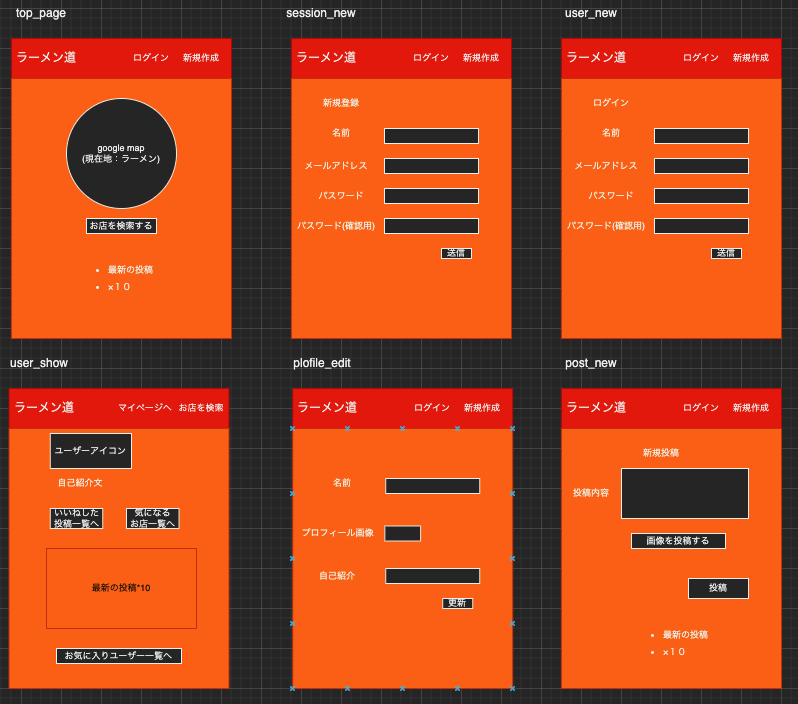 top_page
ラーメン道 ログイン 新規作成
google map
(現在地：ラーメン)
お店を検索する
• 最新の投稿
• ×１０
session_new
ラーメン道 ログイン 新規作成
新規登録
名前
メールアドレス
パスワード
パスワード(確認用)
送信
user_new
ラーメン道 ログイン 新規作成
ログイン
名前
メールアドレス
パスワード
パスワード(確認用)
送信
user_show
ラーメン道 マイページへ お店を検索
ユーザーアイコン
自己紹介文
いいねした
投稿一覧へ
気になる
お店一覧へ
最新の投稿*10
お気に入りユーザー一覧へ
plofile_edit
ラーメン道 ログイン 新規作成
名前
プロフィール画像
自己紹介
更新
post_new
ラーメン道 ログイン 新規作成
新規投稿
投稿内容
画像を投稿する
投稿
• 最新の投稿
• ×１０